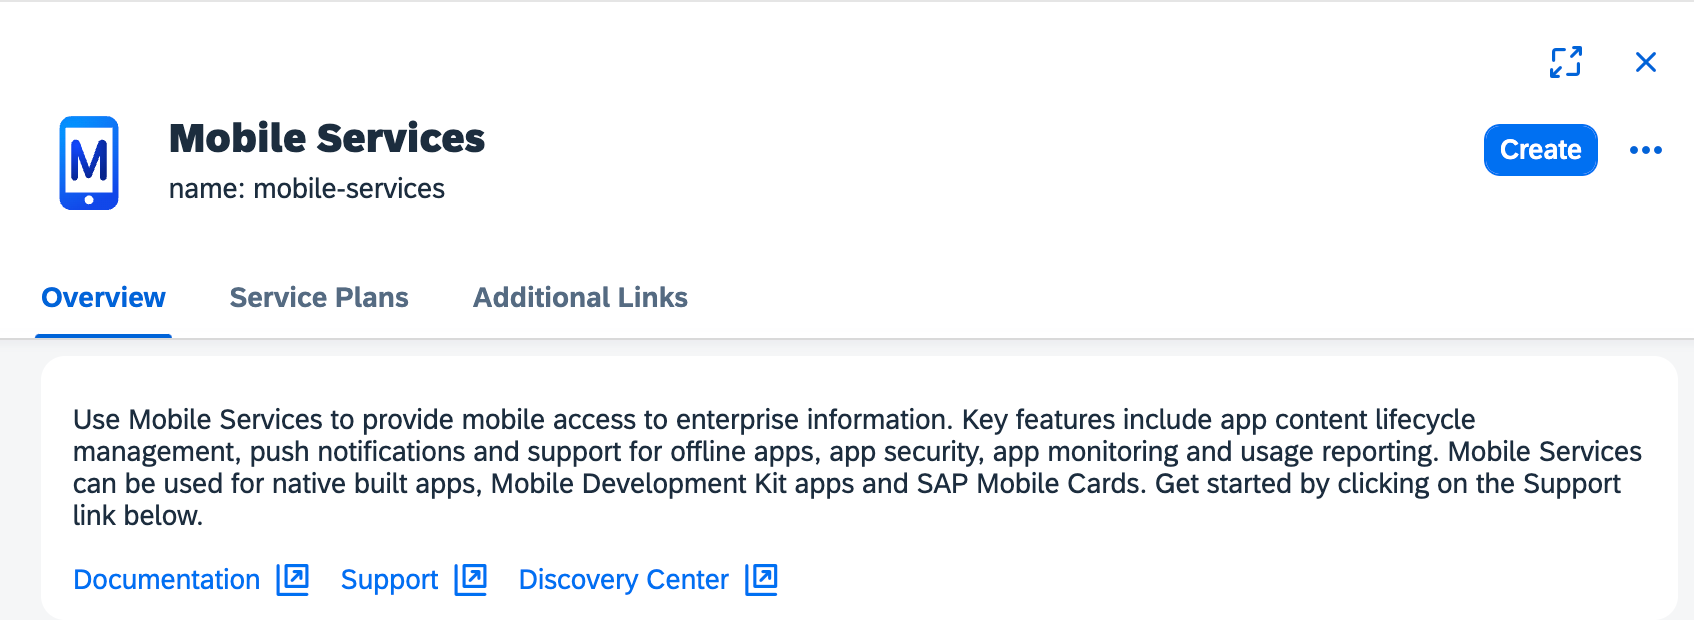 M
Mobile Services
name: mobile-services
Create
Overview Service Plans Additional Links
Use Mobile Services to provide mobile access to enterprise information. Key features include app content lifecycle
management, push notifications and support for offline apps, app security, app monitoring and usage reporting. Mobile Services
can be used for native built apps, Mobile Development Kit apps and SAP Mobile Cards. Get started by clicking on the Support
link below.
Documentation Support Discovery Center